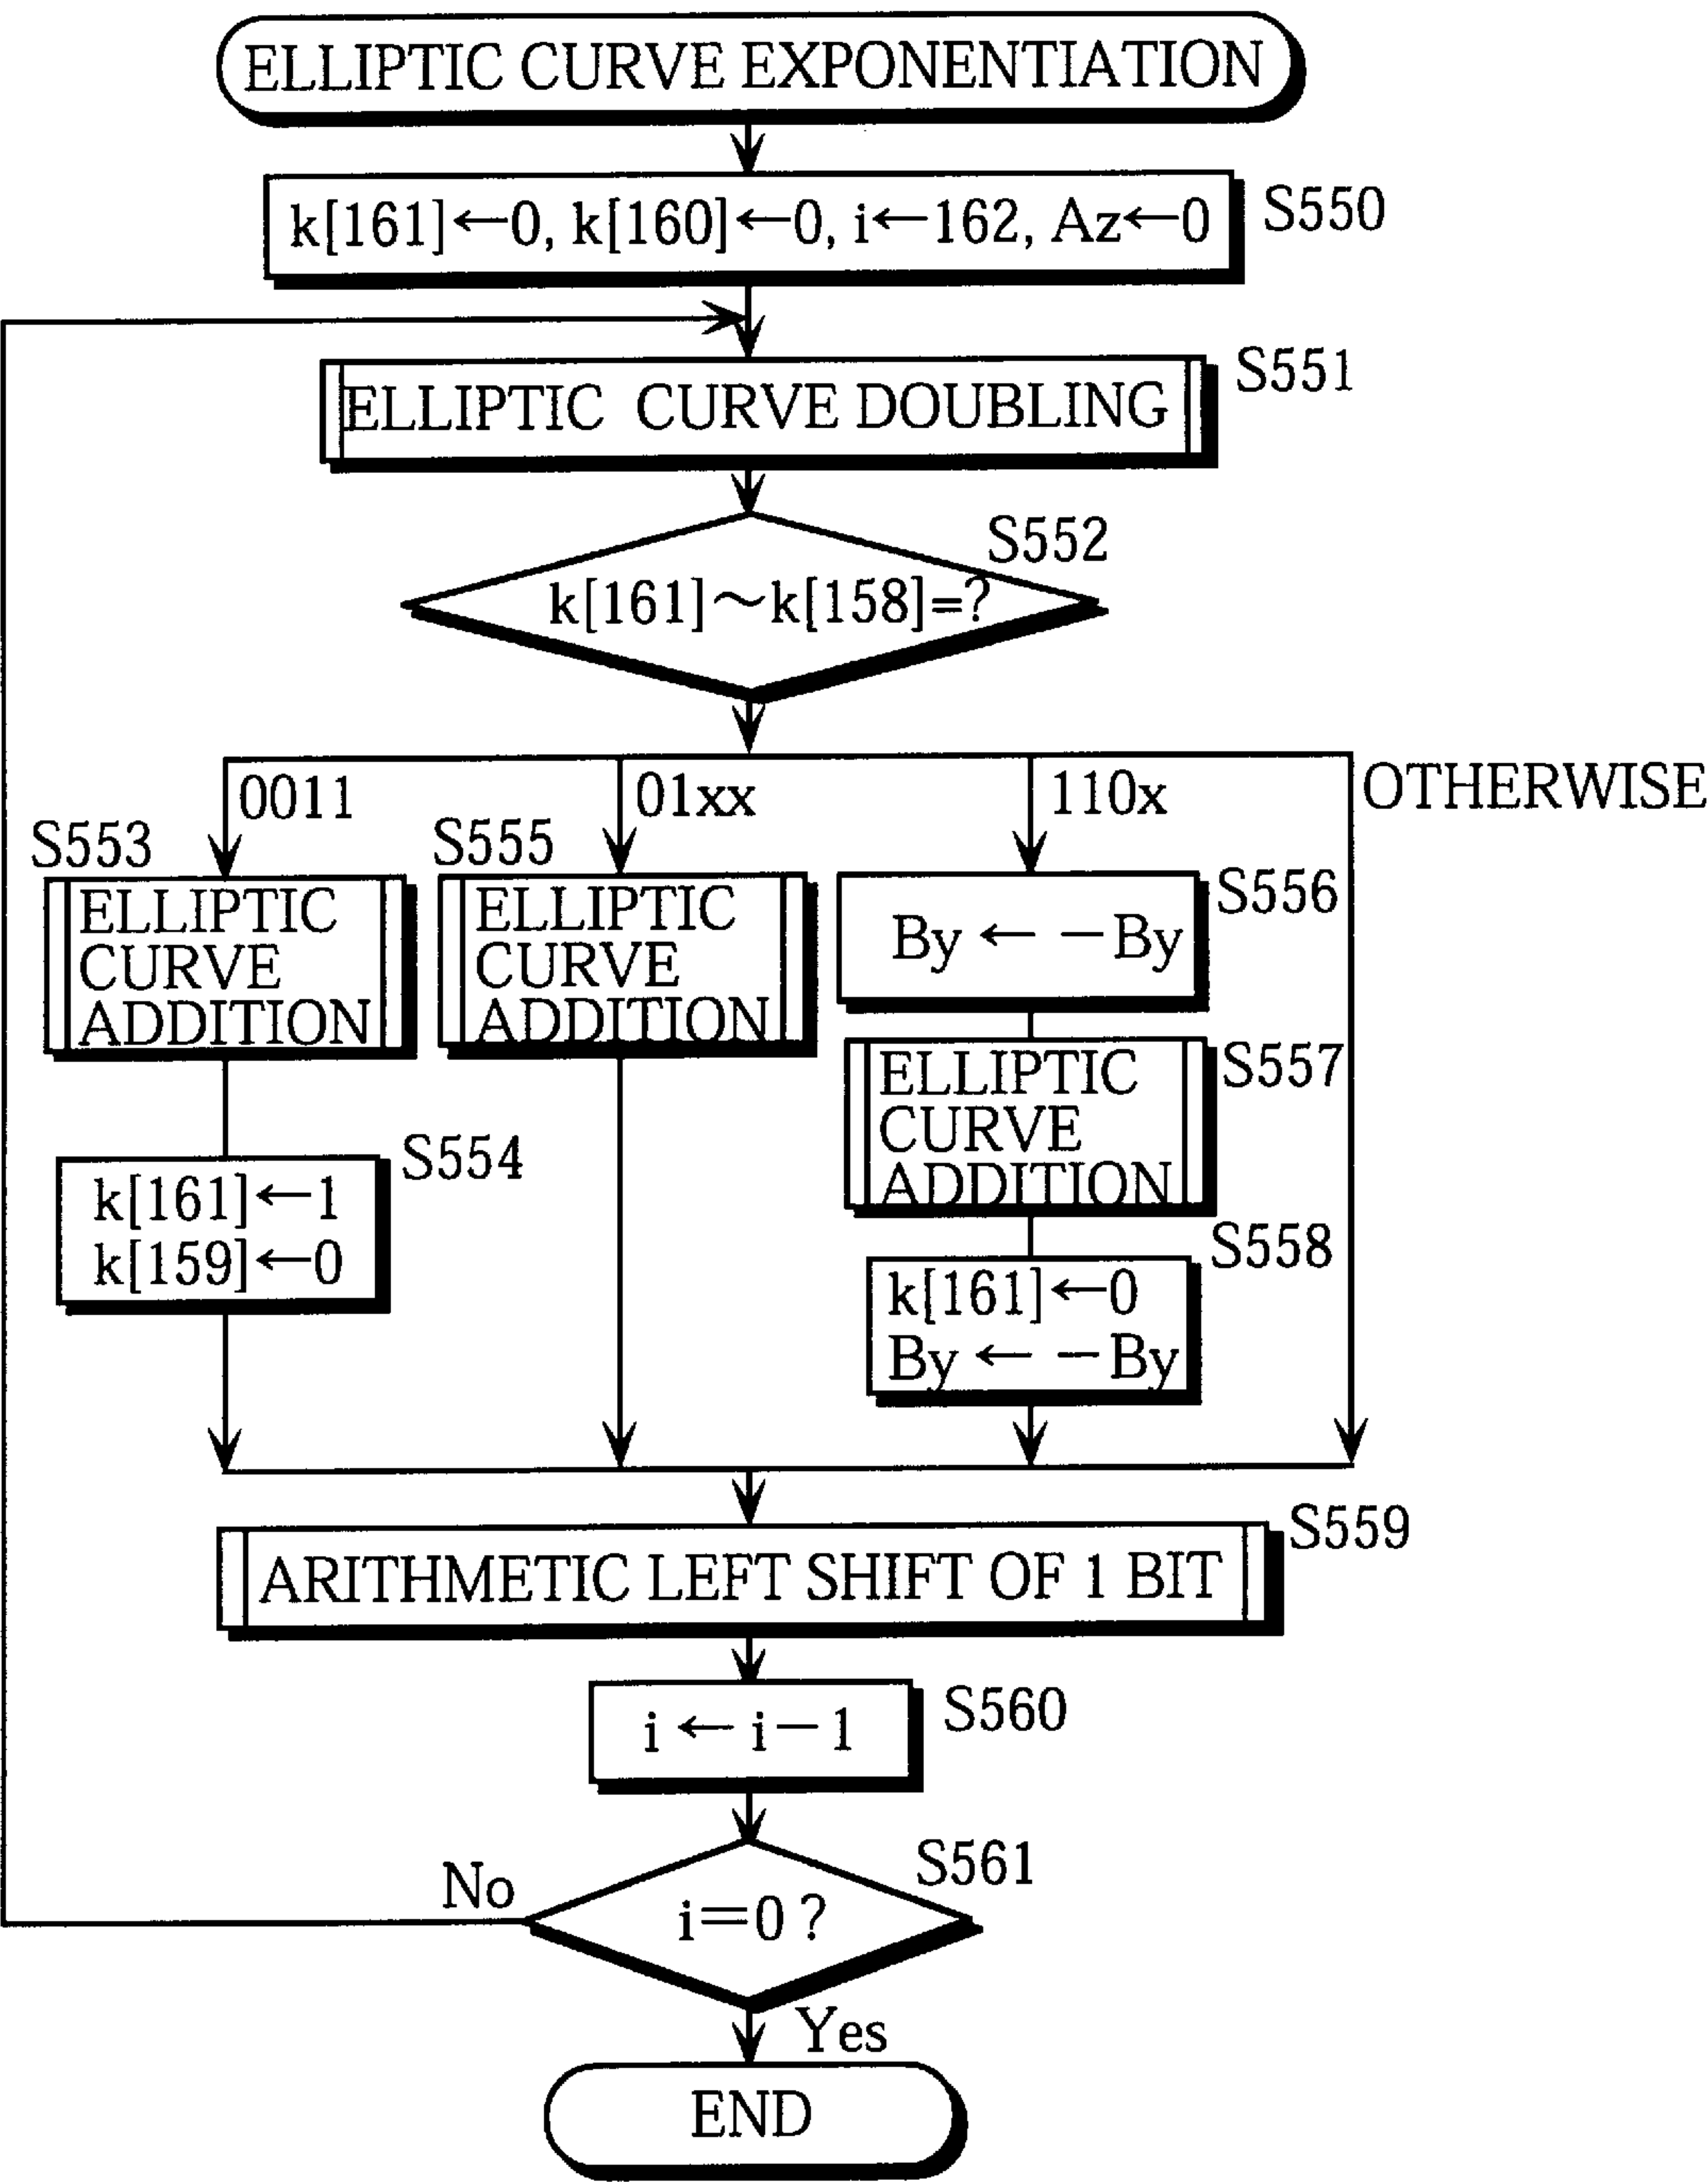 ELLIPTIC CURVE EXPONENTIATION
k[161]←0, k[160]←0, i←162, Az←0
S550
ELLIPTIC CURVE DOUBLING
S551
S552
k[161]～k[158]=?
0011
01xx
110x
OTHERWISE
S553
ELLIPTIC
CURVE
ADDITION
S555
ELLIPTIC
CURVE
ADDITION
S556
By ← −By
S557
ELLIPTIC
CURVE
ADDITION
S554
k[161]←1
k[159]←0
S558
k[161]←0
By ← −By
S559
ARITHMETIC LEFT SHIFT OF 1 BIT
S560
i ← i−1
S561
i=0 ?
No
Yes
END